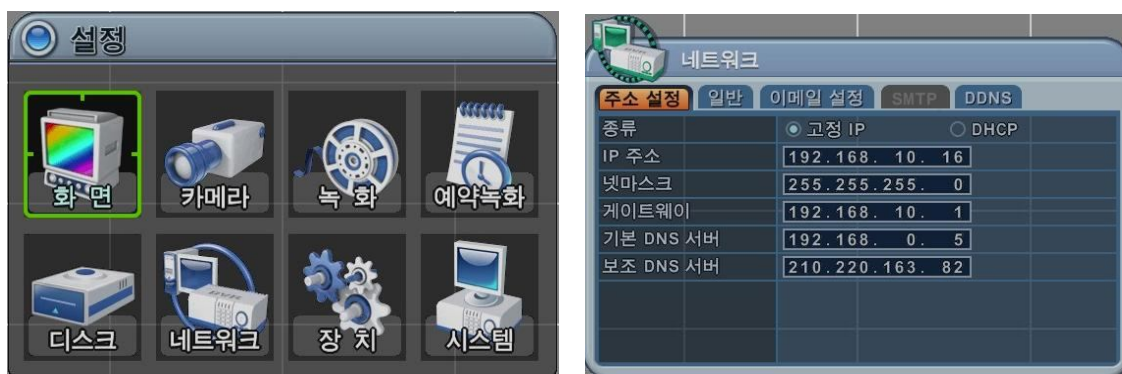 설정
화 면
카메라
녹 화
예약녹화
디스크
네트워크
장 치
시스템
네트워크
주소 설정 일반 이메일 설정 SMTP DDNS
종류 고정 IP DHCP
IP 주소 192.168. 10. 16
넷마스크 255.255.255. 0
게이트웨이 192.168. 10. 1
기본 DNS 서버 192.168. 0. 5
보조 DNS 서버 210.220.163. 82